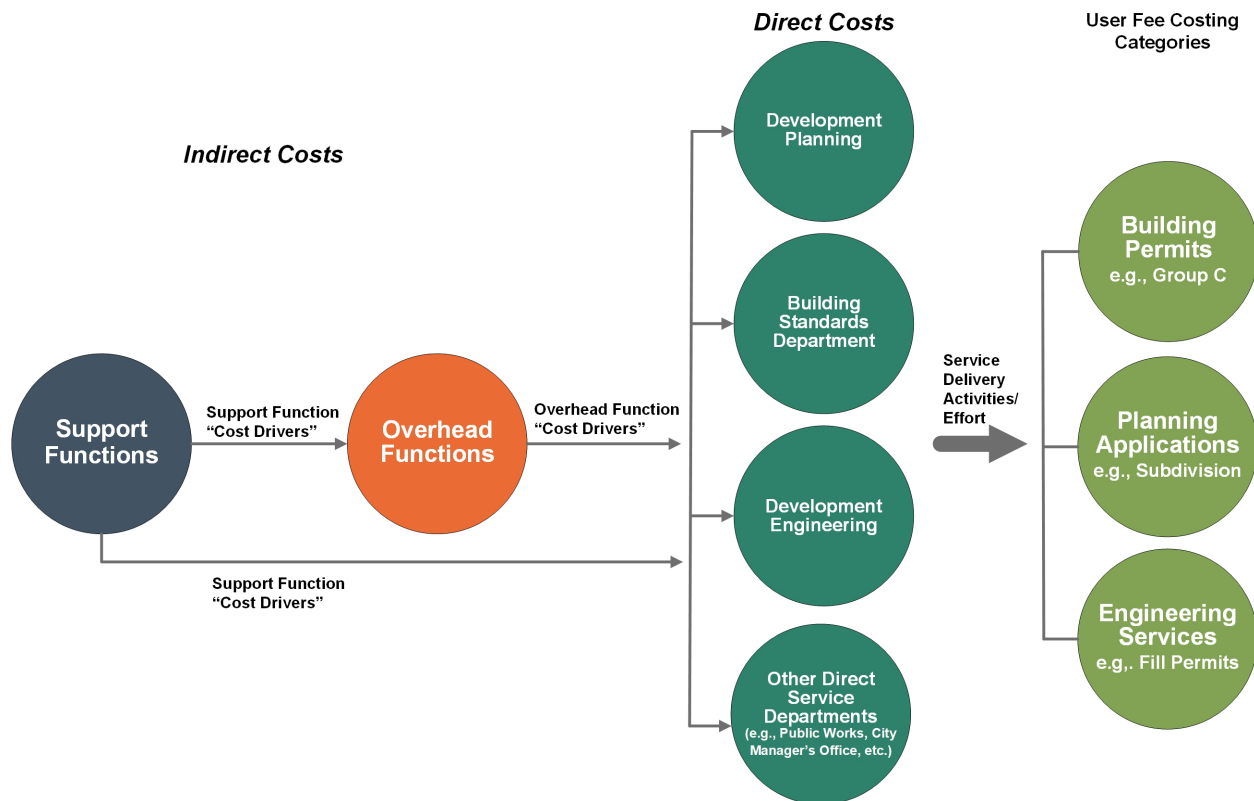 Indirect Costs
Support
Functions
Support Function
“Cost Drivers”
Overhead
Functions
Overhead Function
“Cost Drivers”
Support Function
“Cost Drivers”
Direct Costs
Development
Planning
Building
Standards
Department
Development
Engineering
Other Direct
Service
Departments
(e.g., Public Works, City
Manager’s Office, etc.)
Service
Delivery
Activities/
Effort
User Fee Costing
Categories
Building
Permits
e.g., Group C
Planning
Applications
e.g., Subdivision
Engineering
Services
e.g,. Fill Permits